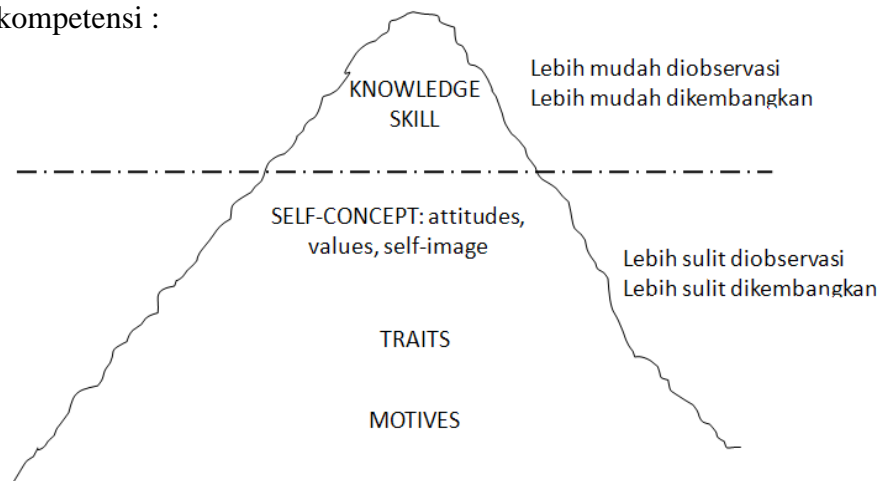 kompetensi :
KNOWLEDGE
SKILL
Lebih mudah diobservasi
Lebih mudah dikembangkan
SELF-CONCEPT: attitudes,
values, self-image
Lebih sulit diobservasi
Lebih sulit dikembangkan
TRAITS
MOTIVES